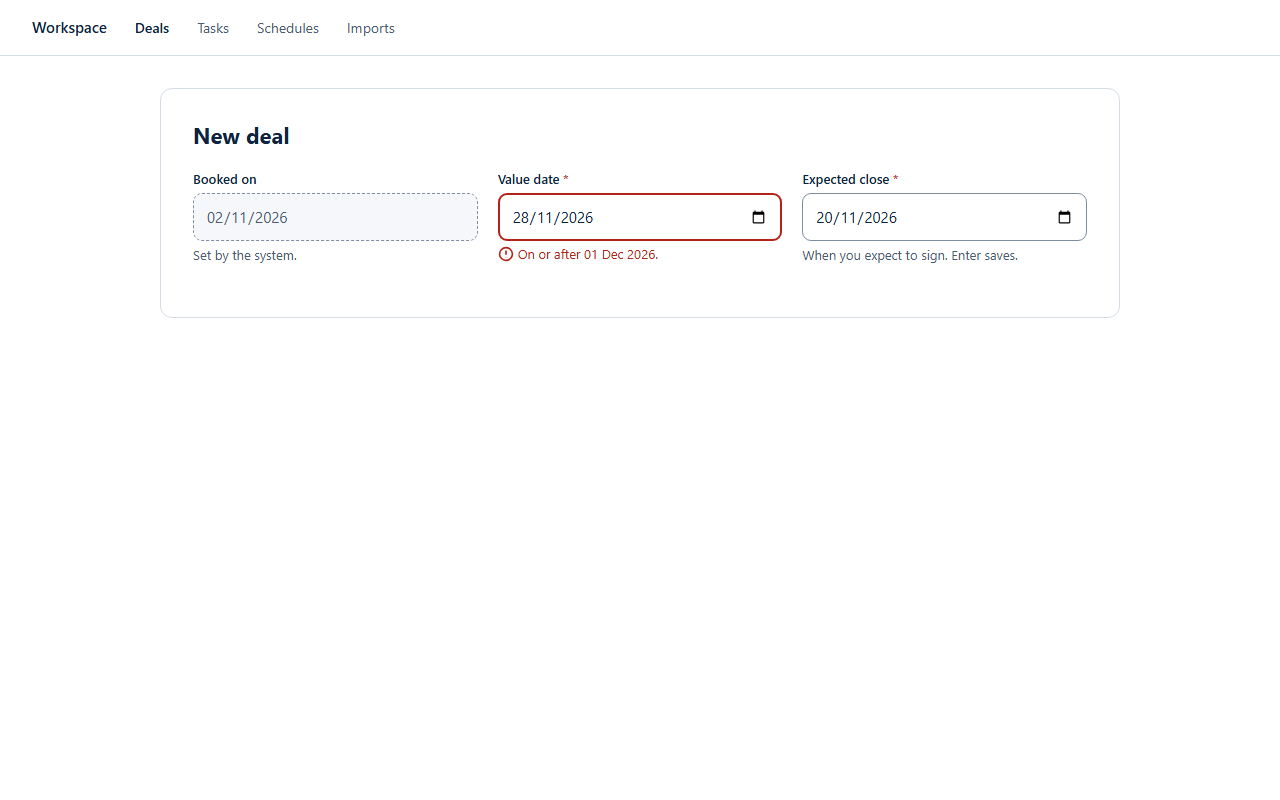 Workspace Deals Tasks Schedules Imports
New deal
Booked on Value date * Expected close *
02/11/2026 28/11/2026 20/11/2026
Set by the system. On or after 01 Dec 2026. When you expect to sign. Enter saves.